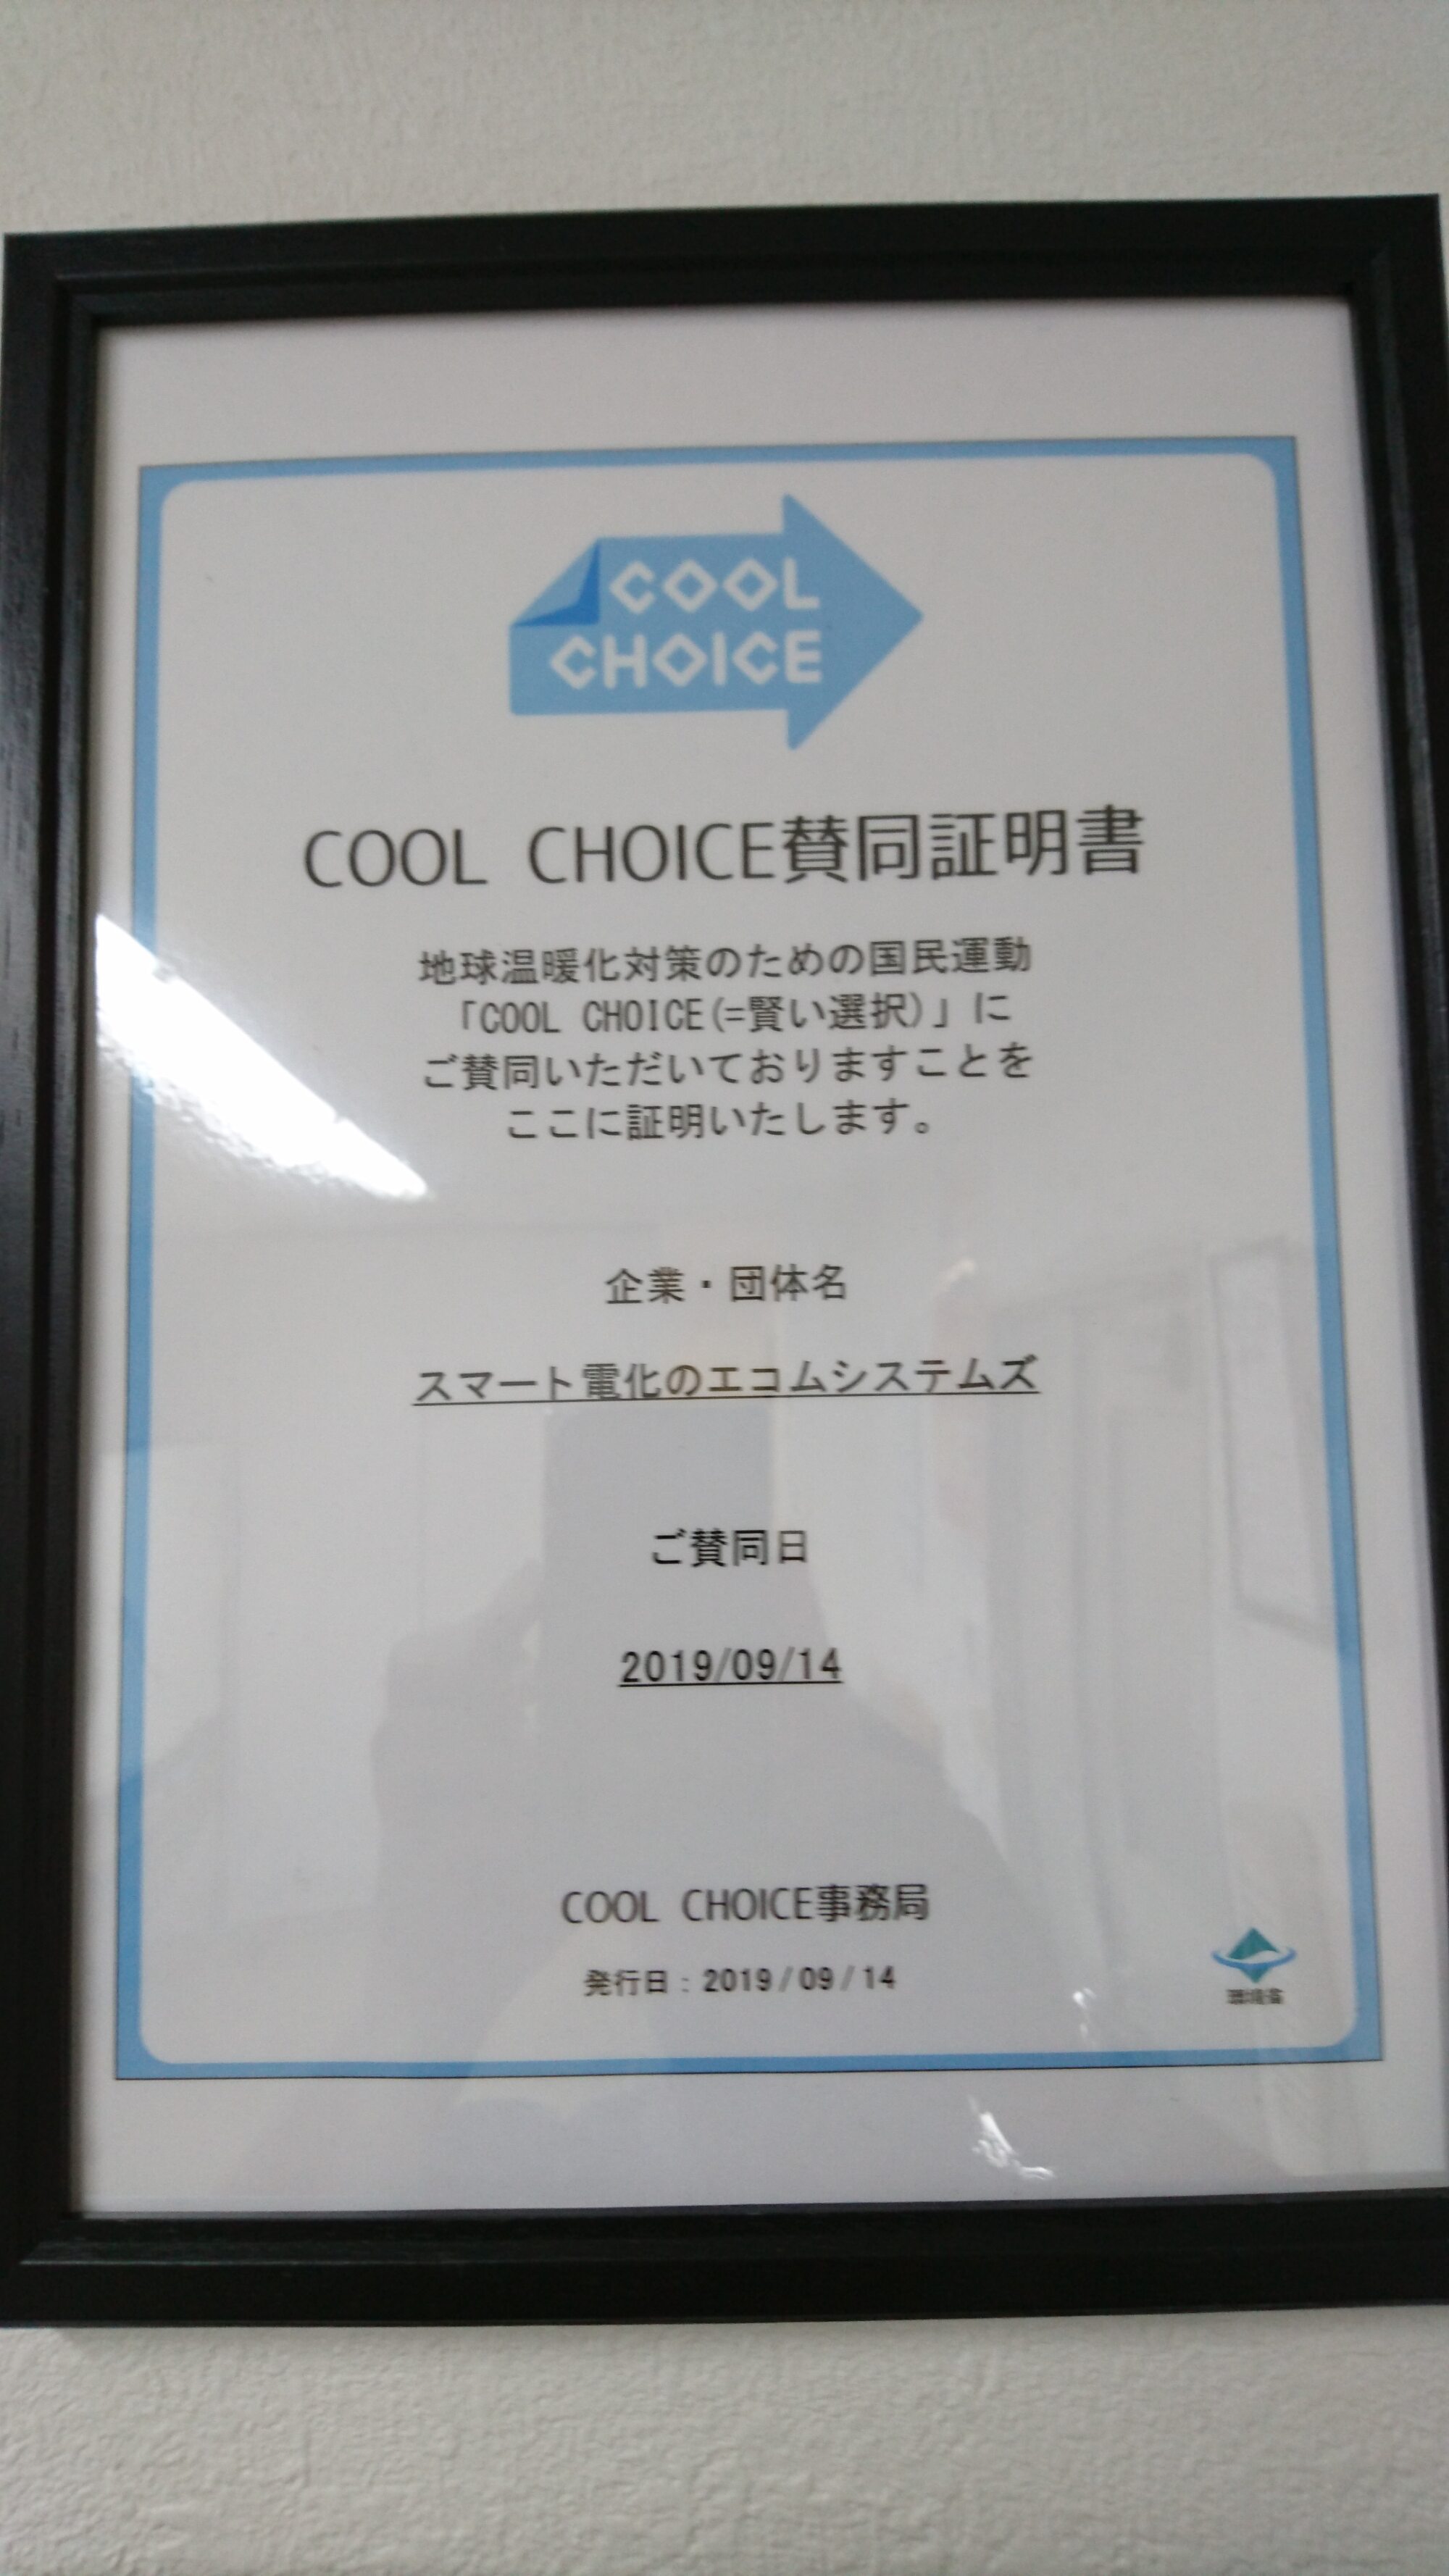 COOL
CHOICE
COOL CHOICE賛同証明書
地球温暖化対策のための国民運動
「COOL CHOICE(=賢い選択)」に
ご賛同いただいておりますことを
ここに証明いたします。
企業・団体名
スマート電化のエコムシステムズ
ご賛同日
2019/09/14
COOL CHOICE事務局
発行日：2019/09/14
環境省